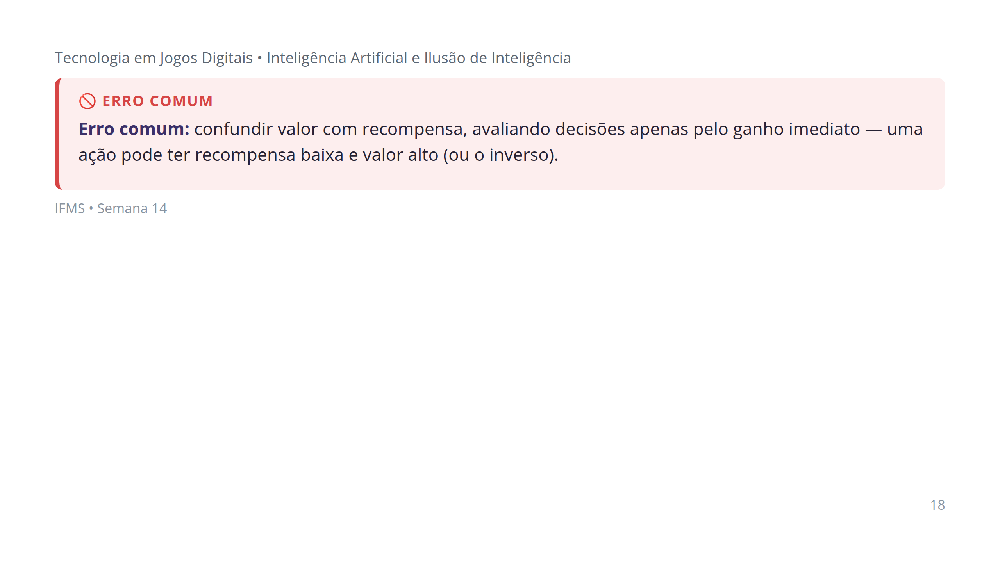 Tecnologia em Jogos Digitais • Inteligência Artificial e Ilusão de Inteligência
🚫 ERRO COMUM
Erro comum: confundir valor com recompensa, avaliando decisões apenas pelo ganho imediato — uma
ação pode ter recompensa baixa e valor alto (ou o inverso).
IFMS • Semana 14
18